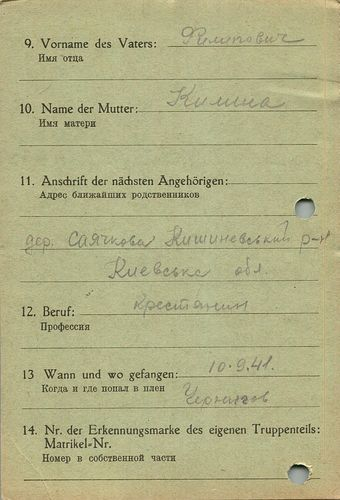 9. Vorname des Vaters: Филипович
Имя отца
10. Name der Mutter: Килина
Имя матери
11. Anschrift der nächsten Angehörigen:
Адрес ближайших родственников
дер. Саячкова Кишиневський р-н
Киевська обл.
12. Beruf: крестянин
Профессия
13 Wann und wo gefangen: 10.9.41.
Когда и где попал в плен Чернигов
14. Nr. der Erkennungsmarke des eigenen Truppenteils:
Matrikel-Nr.
Номер в собственной части